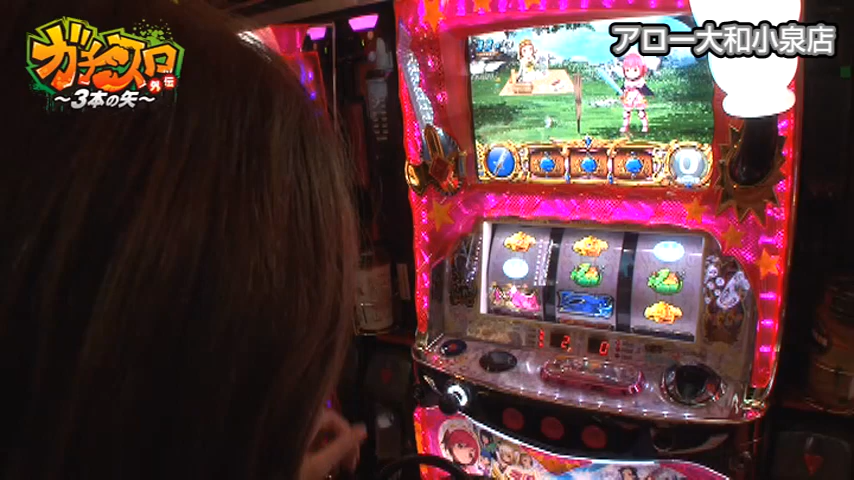 ガチスロ
外伝
～3本の矢～
アロー大和小泉店